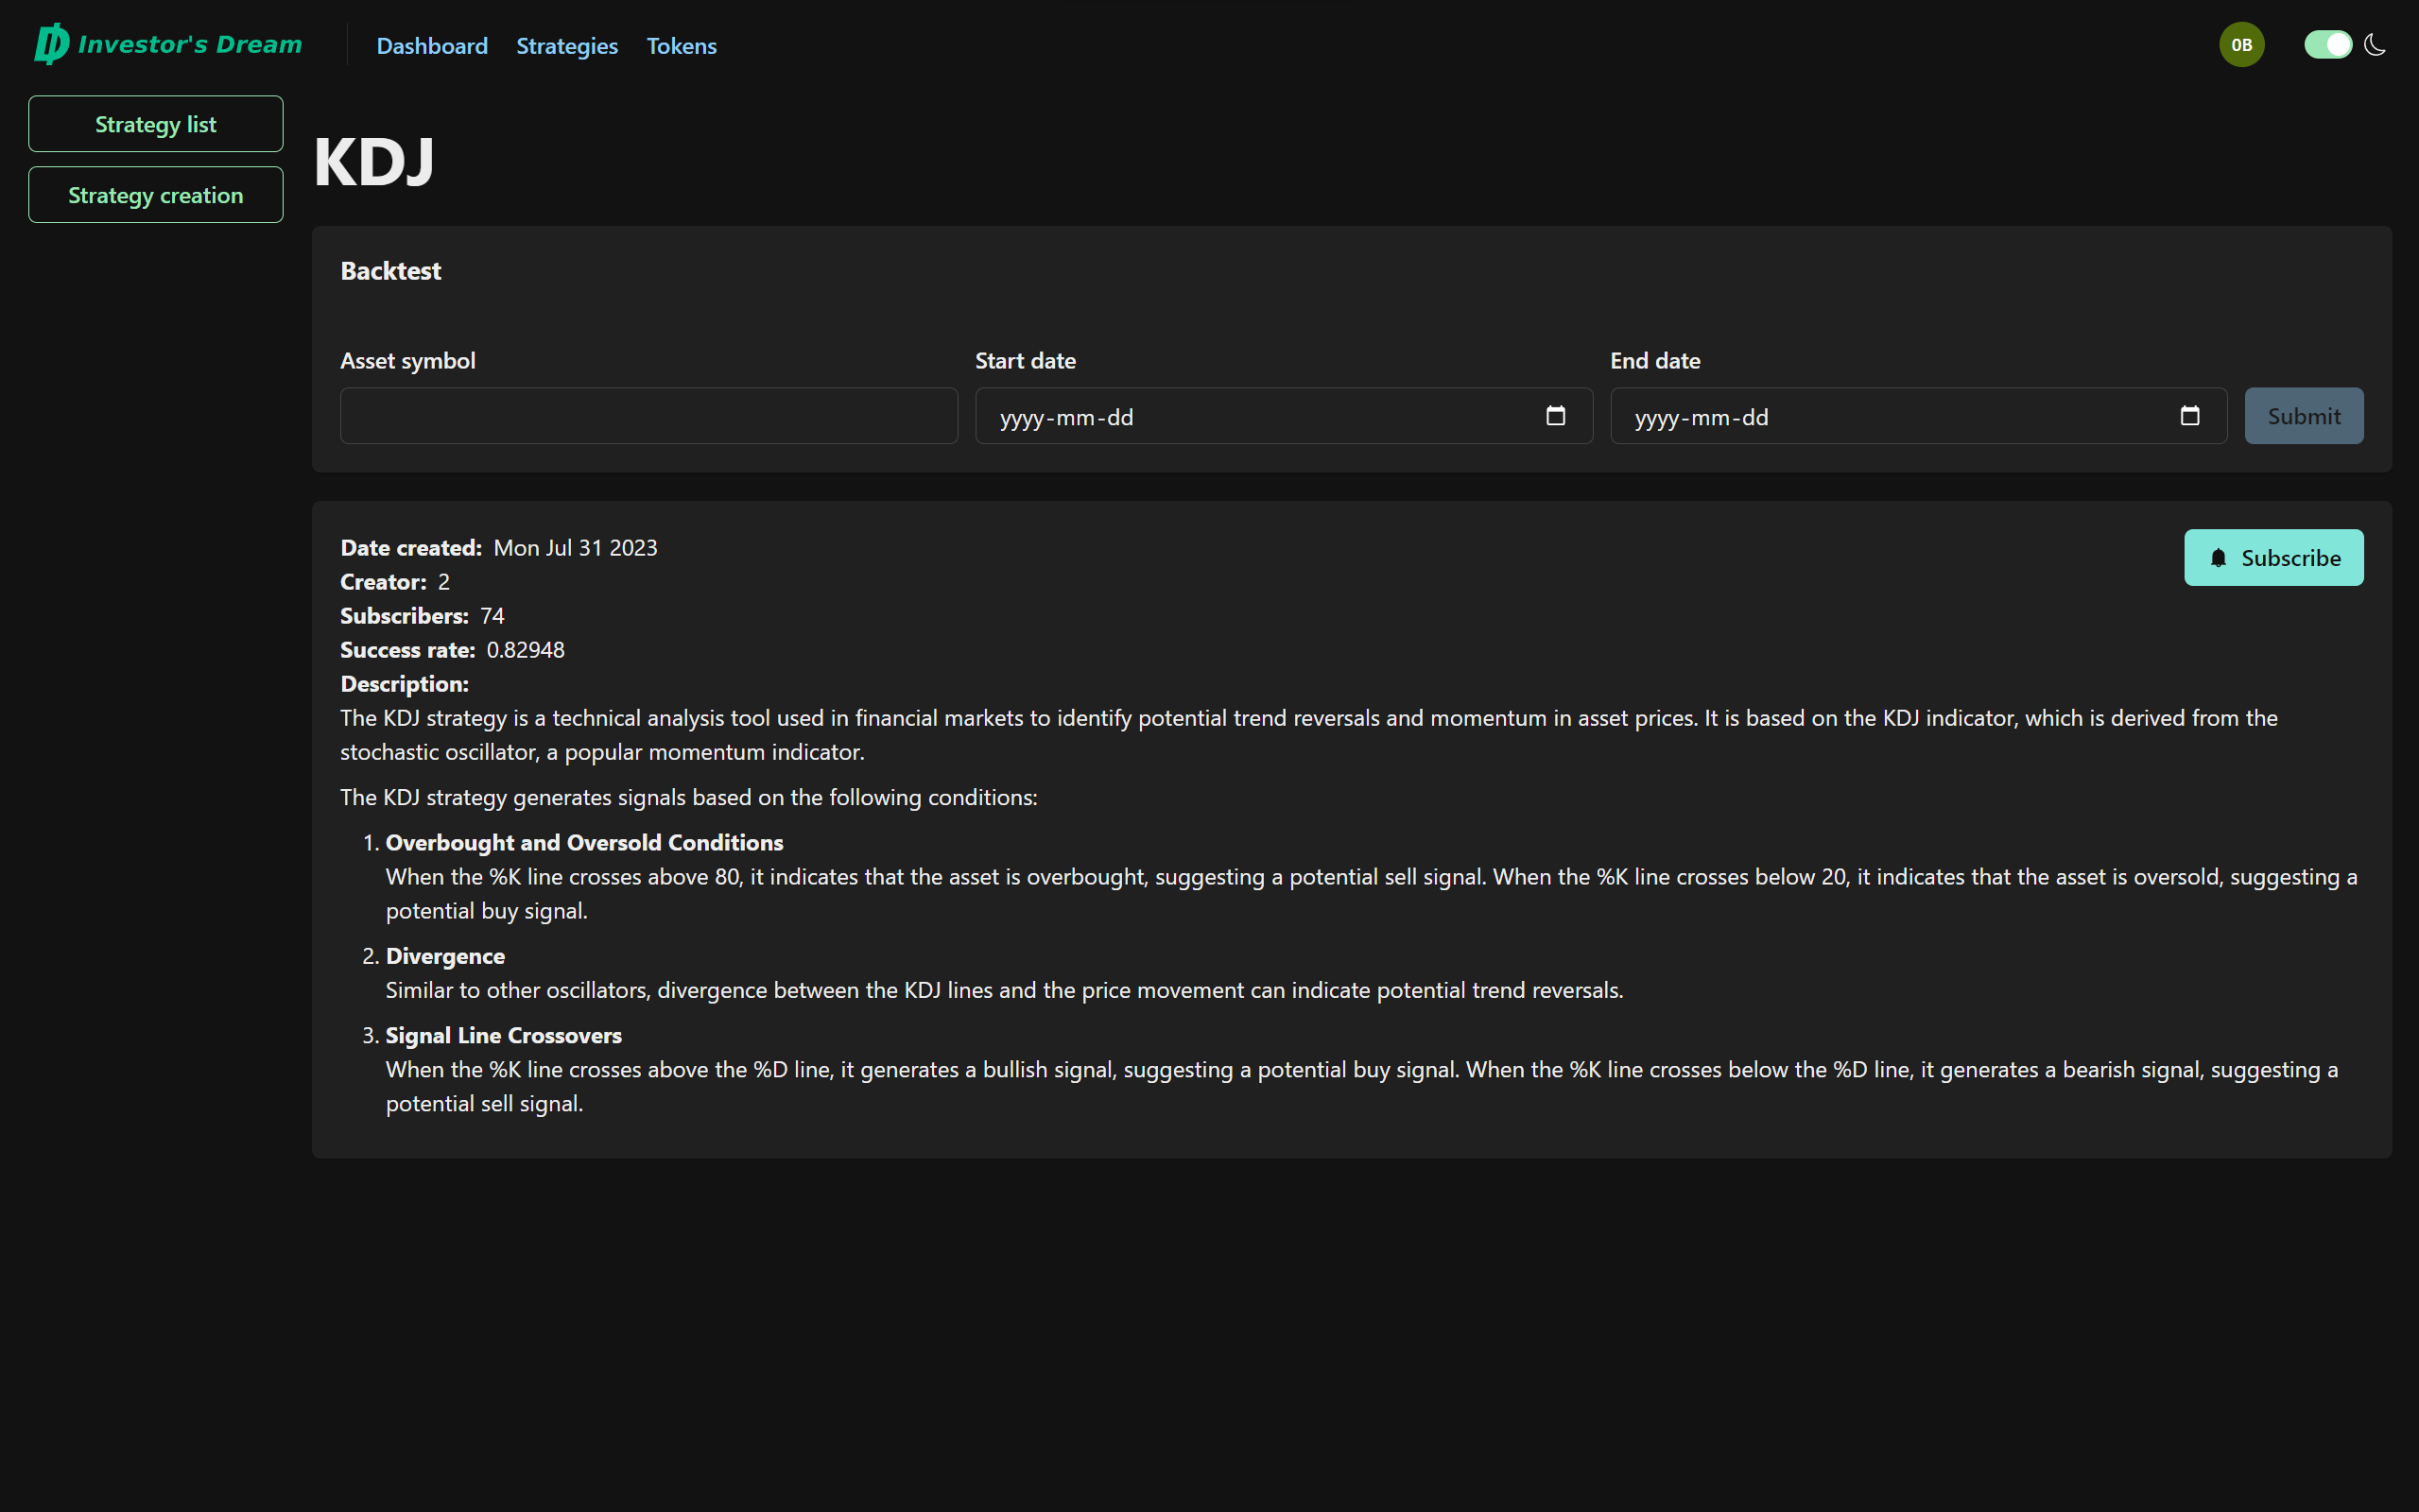 Investor's Dream
Dashboard Strategies Tokens
0B
Strategy list
Strategy creation
KDJ
Backtest
Asset symbol
Start date
End date
yyyy-mm-dd
yyyy-mm-dd
Submit
Date created: Mon Jul 31 2023
Subscribe
Creator: 2
Subscribers: 74
Success rate: 0.82948
Description:
The KDJ strategy is a technical analysis tool used in financial markets to identify potential trend reversals and momentum in asset prices. It is based on the KDJ indicator, which is derived from the
stochastic oscillator, a popular momentum indicator.
The KDJ strategy generates signals based on the following conditions:
1. Overbought and Oversold Conditions
When the %K line crosses above 80, it indicates that the asset is overbought, suggesting a potential sell signal. When the %K line crosses below 20, it indicates that the asset is oversold, suggesting a
potential buy signal.
2. Divergence
Similar to other oscillators, divergence between the KDJ lines and the price movement can indicate potential trend reversals.
3. Signal Line Crossovers
When the %K line crosses above the %D line, it generates a bullish signal, suggesting a potential buy signal. When the %K line crosses below the %D line, it generates a bearish signal, suggesting a
potential sell signal.